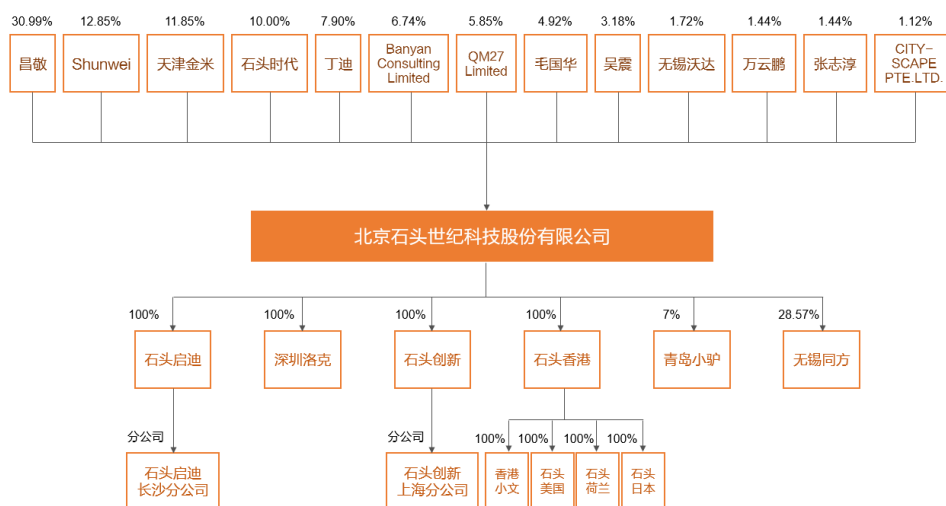 30.99%
12.85%
11.85%
10.00%
7.90%
6.74%
5.85%
4.92%
3.18%
1.72%
1.44%
1.44%
1.12%
昌敬
Shunwei
天津金米
石头时代
丁迪
Banyan
Consulting
Limited
QM27
Limited
毛国华
吴震
无锡沃达
万云鹏
张志淳
CITY-
SCAPE
PTE.LTD.
北京石头世纪科技股份有限公司
100%
100%
100%
100%
7%
28.57%
石头启迪
深圳洛克
石头创新
石头香港
青岛小驴
无锡同方
分公司
分公司
100%
100%
100%
100%
石头启迪
长沙分公司
石头创新
上海分公司
香港
小文
石头
美国
石头
荷兰
石头
日本